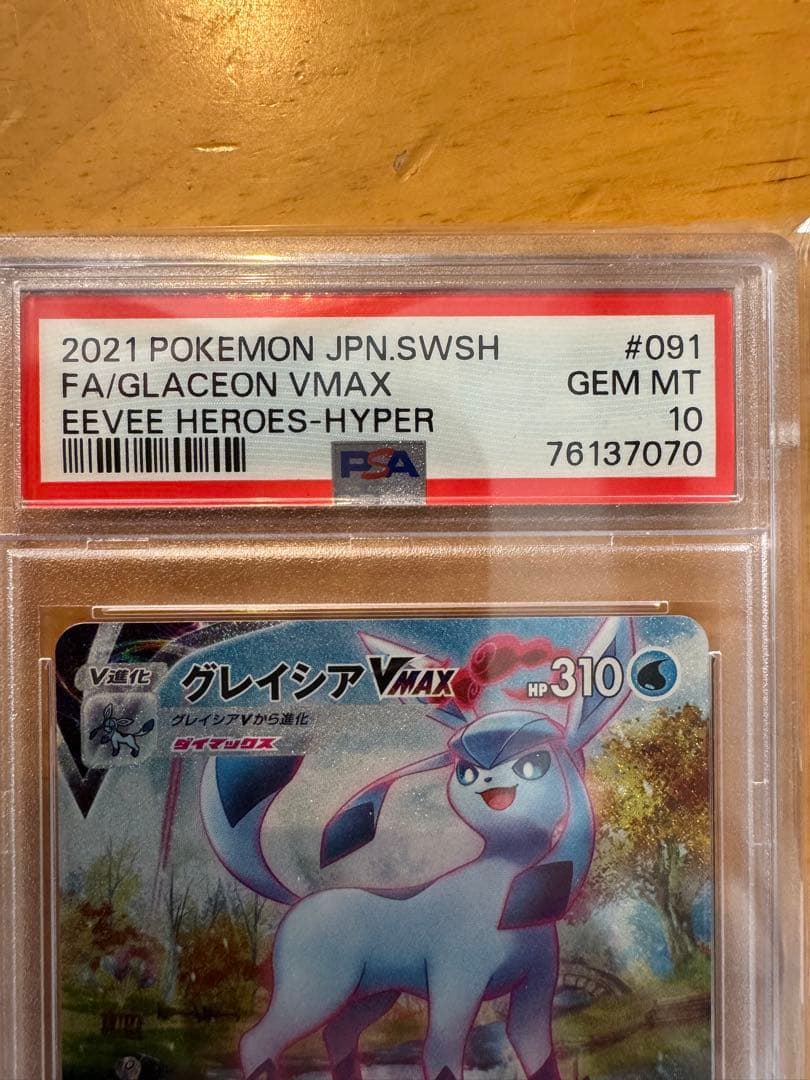 2021 POKEMON JPN.SWSH #091
FA/GLACEON VMAX GEM MT
EEVEE HEROES-HYPER 10
PSA 76137070
V進化 グレイシアVMAX HP310
グレイシアVから進化
ダイマックス